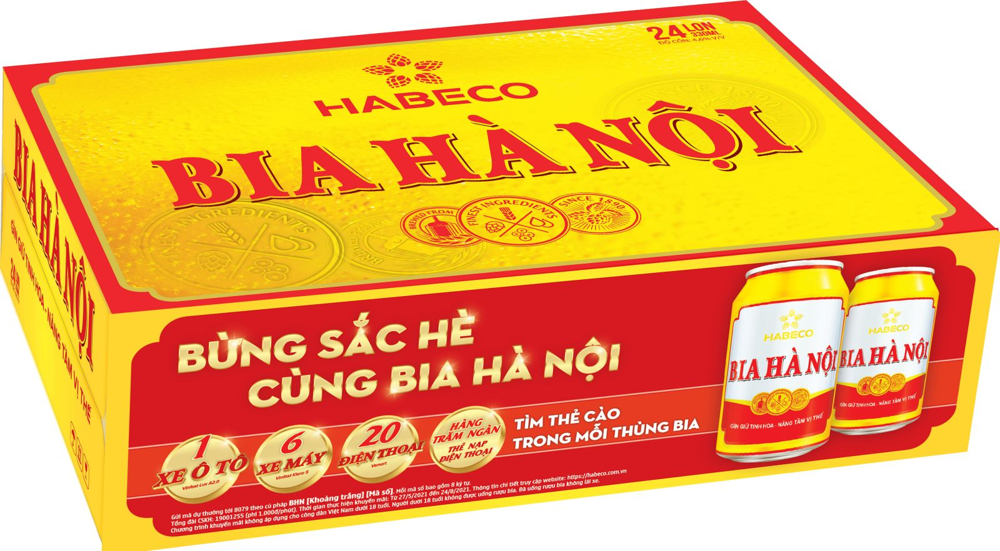 24 LON
330ML
ĐỘ CỒN: 4,6% V/V
HABECO
BIA HÀ NỘI
SINCE 1890
BREWED FROM
FINEST INGREDIENTS
SINCE 1890
FINEST INGREDIENTS
BREWED FROM
BIA HÀ NỘI
GÌN GIỮ TINH HOA - NÂNG TẦM VỊ THẾ
24 LON
BỪNG SẮC HÈ
CÙNG BIA HÀ NỘI
1
XE Ô TÔ
Vinfast Lux A2.0
6
XE MÁY
Vinfast Klara S
20
ĐIỆN THOẠI
Vsmart
HÀNG
TRĂM NGÀN
THẺ NẠP
ĐIỆN THOẠI
TÌM THẺ CÀO
TRONG MỖI THÙNG BIA
Gửi mã dự thưởng tới 8079 theo cú pháp BHN [Khoảng trắng] [Mã số]. Mỗi mã số bao gồm 8 ký tự.
Tổng đài CSKH: 19001255 (phí 1.000đ/phút). Thời gian thực hiện khuyến mãi: Từ 27/5/2021 đến 24/8/2021. Thông tin chi tiết truy cập website: https://habeco.com.vn
Chương trình khuyến mãi không áp dụng cho công dân Việt Nam dưới 18 tuổi. Người dưới 18 tuổi không được uống rượu bia. Đã uống rượu bia không lái xe.
HABECO
BIA HÀ NỘI
GÌN GIỮ TINH HOA - NÂNG TẦM VỊ THẾ
HABECO
BIA HÀ NỘI
GÌN GIỮ TINH HOA - NÂNG TẦM VỊ THẾ